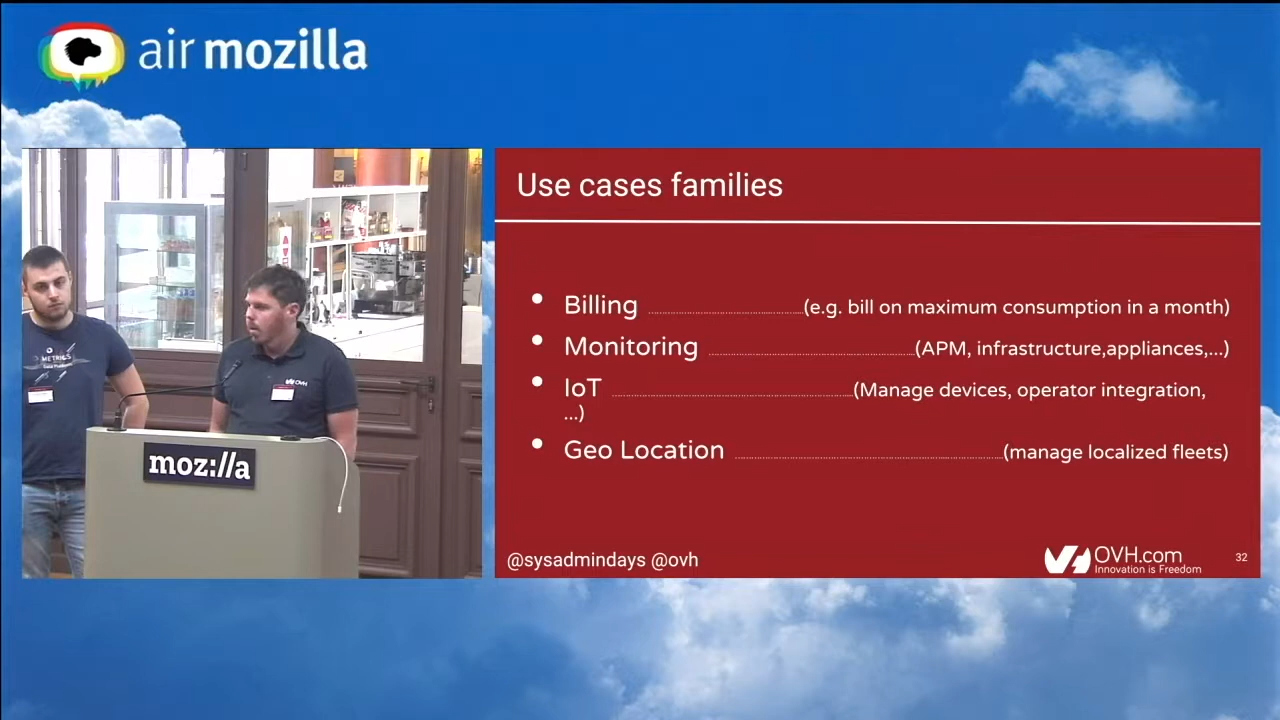 air mozilla
Use cases families
• Billing ........................................(e.g. bill on maximum consumption in a month)
• Monitoring ........................................(APM, infrastructure,appliances,...)
• IoT ........................................(Manage devices, operator integration,
...)
• Geo Location ........................................(manage localized fleets)
@sysadmindays @ovh
OVH.com
Innovation is Freedom
32
METRICS
OVH
moz://a